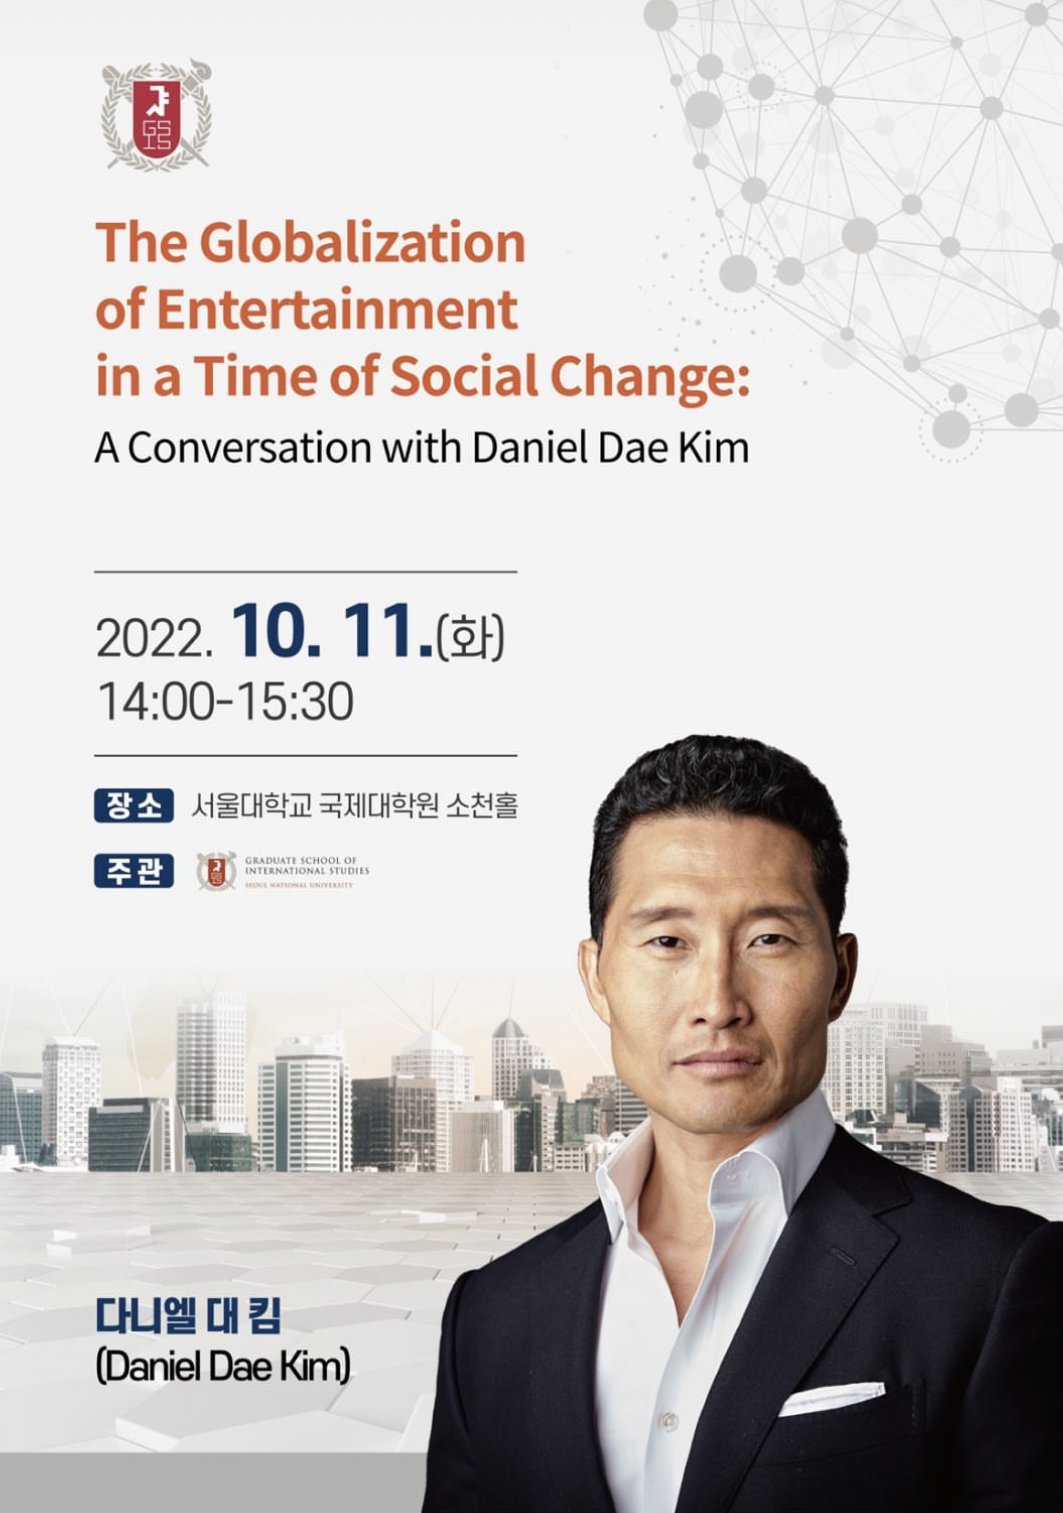 GS
IS
The Globalization
of Entertainment
in a Time of Social Change:
A Conversation with Daniel Dae Kim
2022. 10. 11.(화)
14:00-15:30
장소 서울대학교 국제대학원 소천홀
주관 GRADUATE SCHOOL OF
INTERNATIONAL STUDIES
SEOUL NATIONAL UNIVERSITY
다니엘 대 킴
(Daniel Dae Kim)